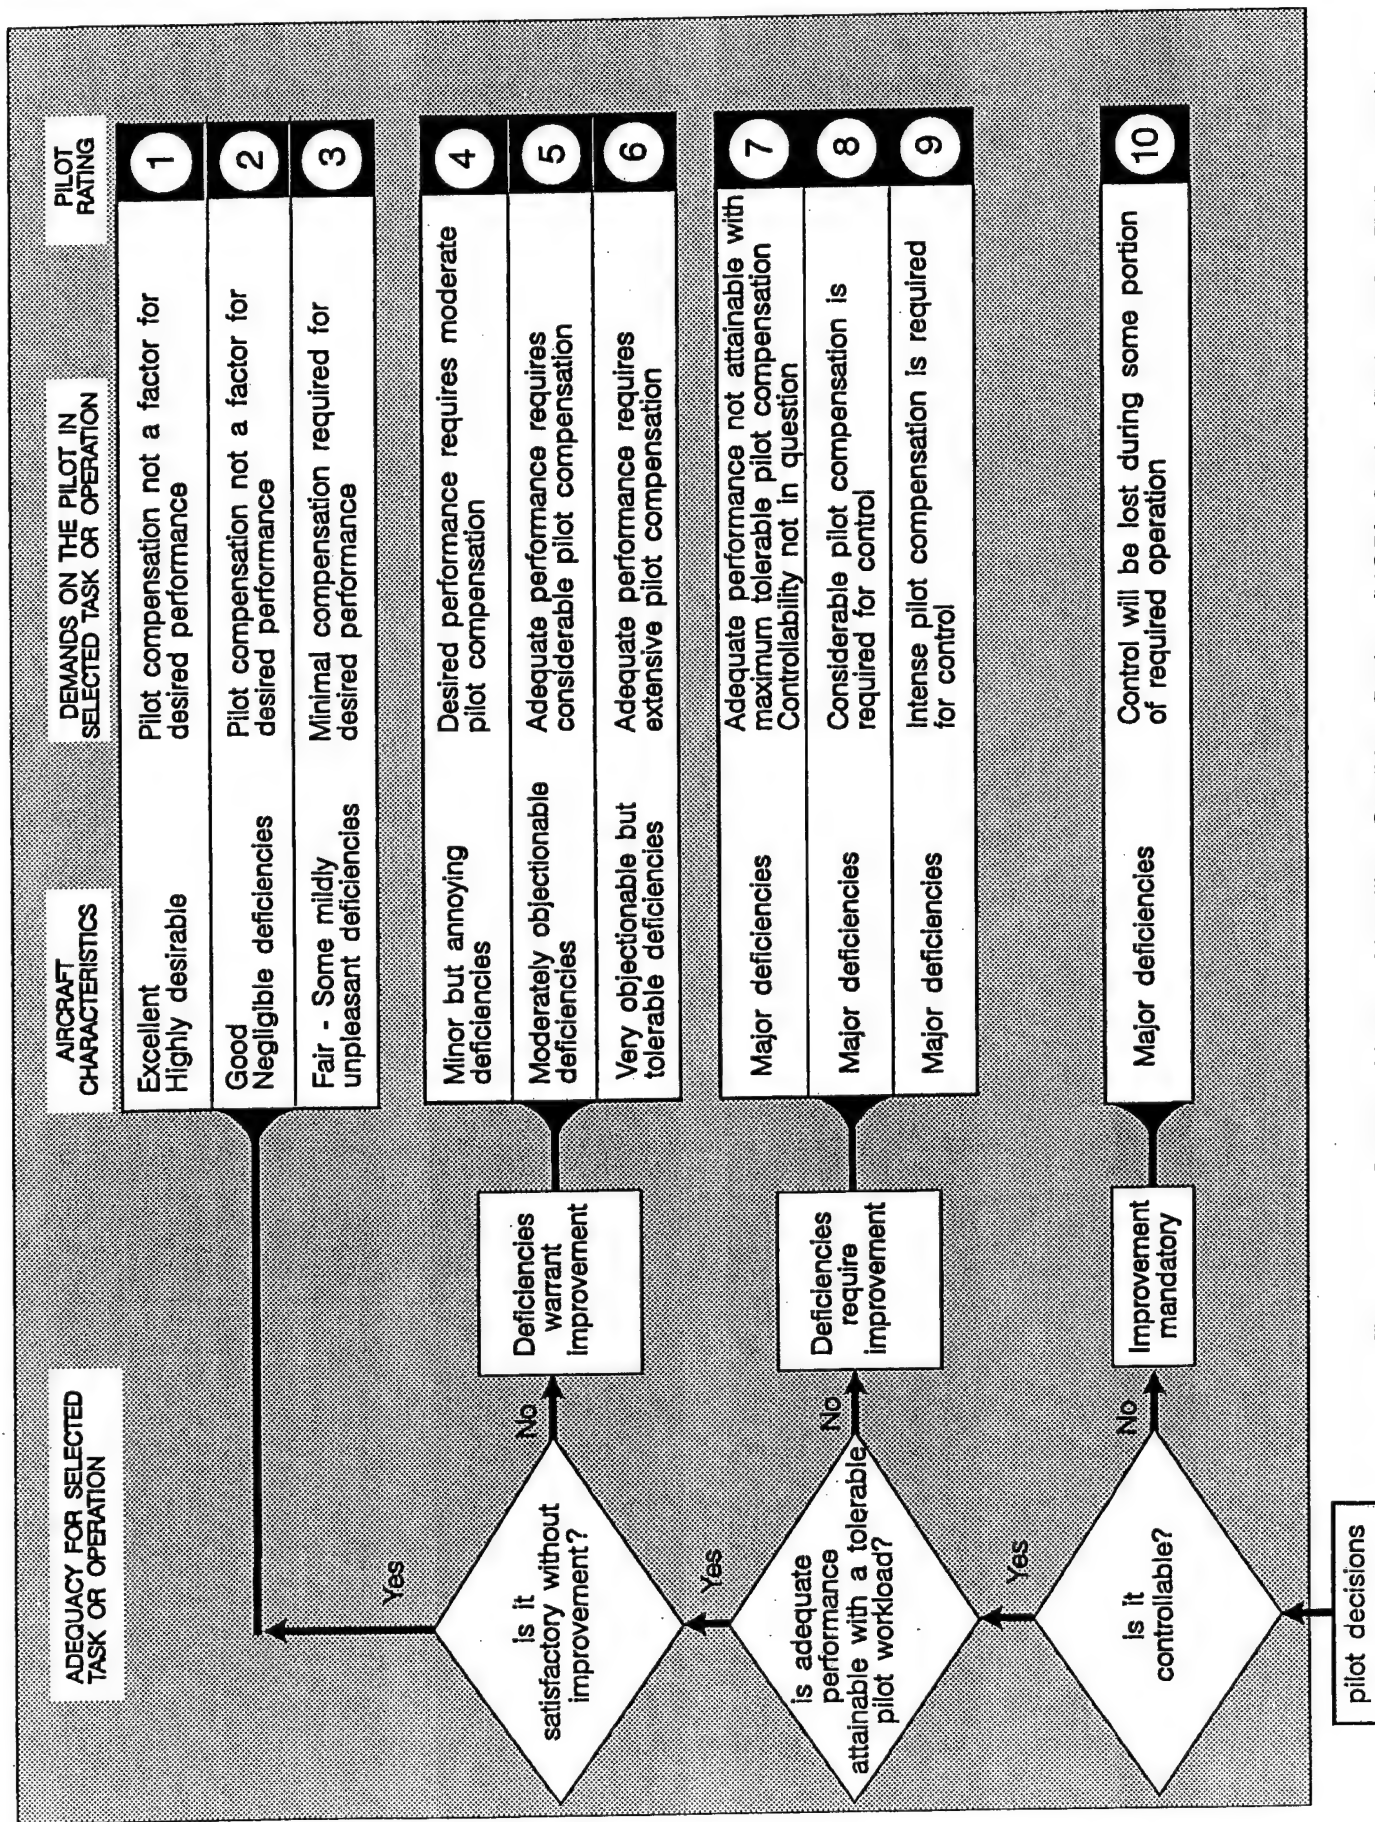 ADEQUACY FOR SELECTED
TASK OR OPERATION
AIRCRAFT
CHARACTERISTICS
DEMANDS ON THE PILOT IN
SELECTED TASK OR OPERATION
PILOT
RATING
Excellent
Highly desirable
Pilot compensation not a factor for
desired performance
1
Good
Negligible deficiencies
Pilot compensation not a factor for
desired performance
2
Fair - Some mildly
unpleasant deficiencies
Minimal compensation required for
desired performance
3
Yes
is it
satisfactory without
improvement?
No
Deficiencies
warrant
improvement
Minor but annoying
deficiencies
Desired performance requires moderate
pilot compensation
4
Moderately objectionable
deficiencies
Adequate performance requires
considerable pilot compensation
5
Very objectionable but
tolerable deficiencies
Adequate performance requires
extensive pilot compensation
6
Yes
is adequate
performance
attainable with a tolerable
pilot workload?
No
Deficiencies
require
improvement
Major deficiencies
Adequate performance not attainable with
maximum tolerable pilot compensation
Controllability not in question
7
Major deficiencies
Considerable pilot compensation is
required for control
8
Major deficiencies
Intense pilot compensation is required
for control
9
Yes
is it
controllable?
No
Improvement
mandatory
Major deficiencies
Control will be lost during some portion
of required operation
10
pilot decisions